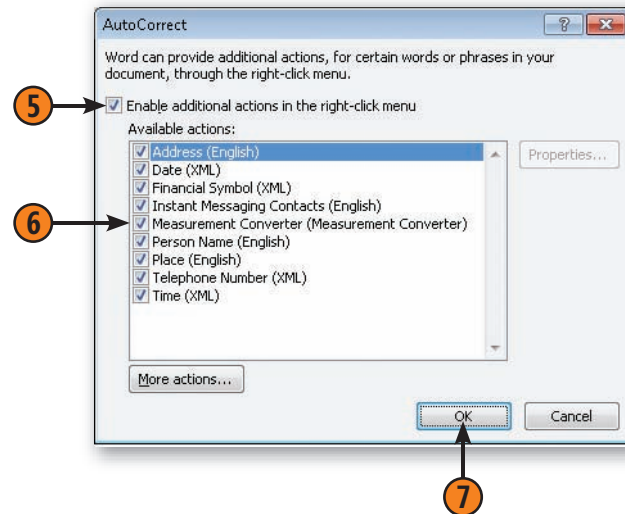 AutoCorrect
Word can provide additional actions, for certain words or phrases in your
document, through the right-click menu.
5
Enable additional actions in the right-click menu
Available actions:
Address (English)
Properties...
Date (XML)
Financial Symbol (XML)
Instant Messaging Contacts (English)
6
Measurement Converter (Measurement Converter)
Person Name (English)
Place (English)
Telephone Number (XML)
Time (XML)
More actions...
OK
Cancel
7